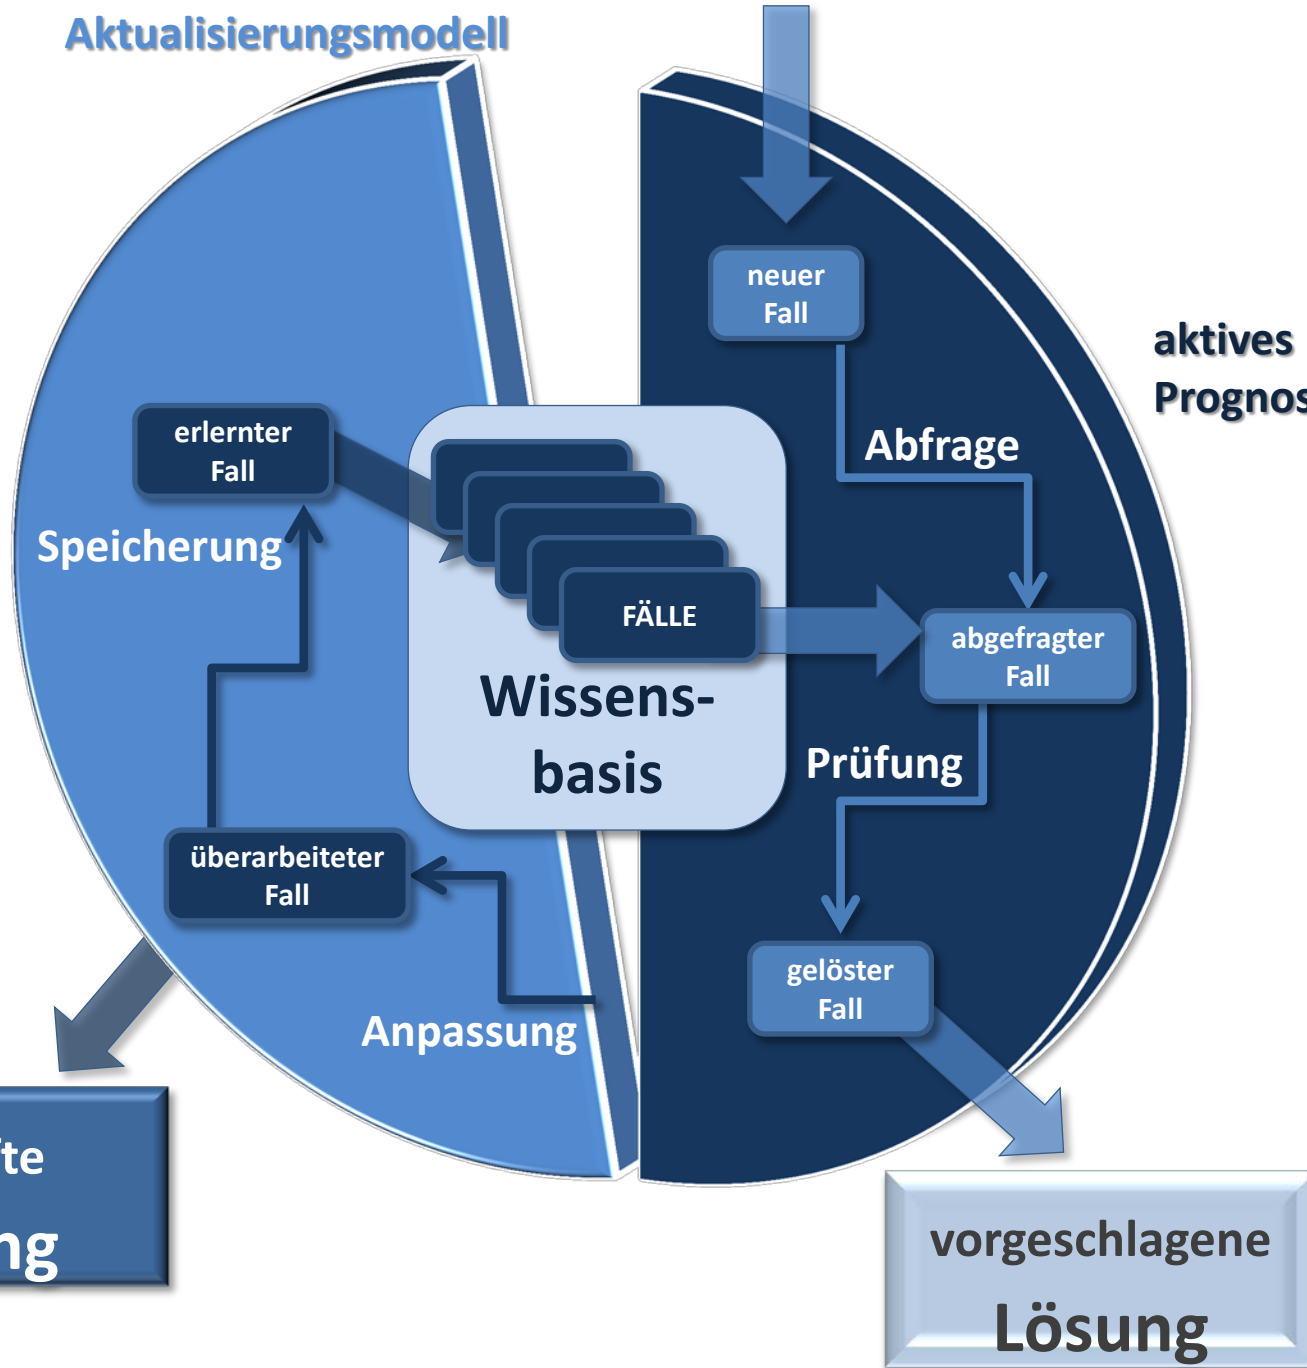 Aktualisierungsmodell
neuer
Fall
aktives
Abfrage
erlernter
Fall
Speicherung
FÄLLE
abgefragter
Fall
Wissens-
basis
Prüfung
überarbeiteter
Fall
gelöster
Fall
Anpassung
vorgeschlagene
Lösung